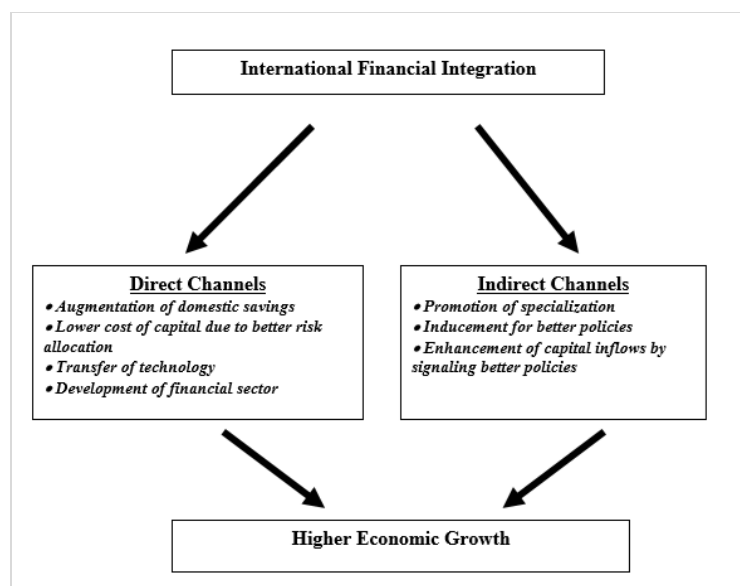 International Financial Integration
Direct Channels
● Augmentation of domestic savings
● Lower cost of capital due to better risk
allocation
● Transfer of technology
● Development of financial sector
Indirect Channels
● Promotion of specialization
● Inducement for better policies
● Enhancement of capital inflows by
signaling better policies
Higher Economic Growth